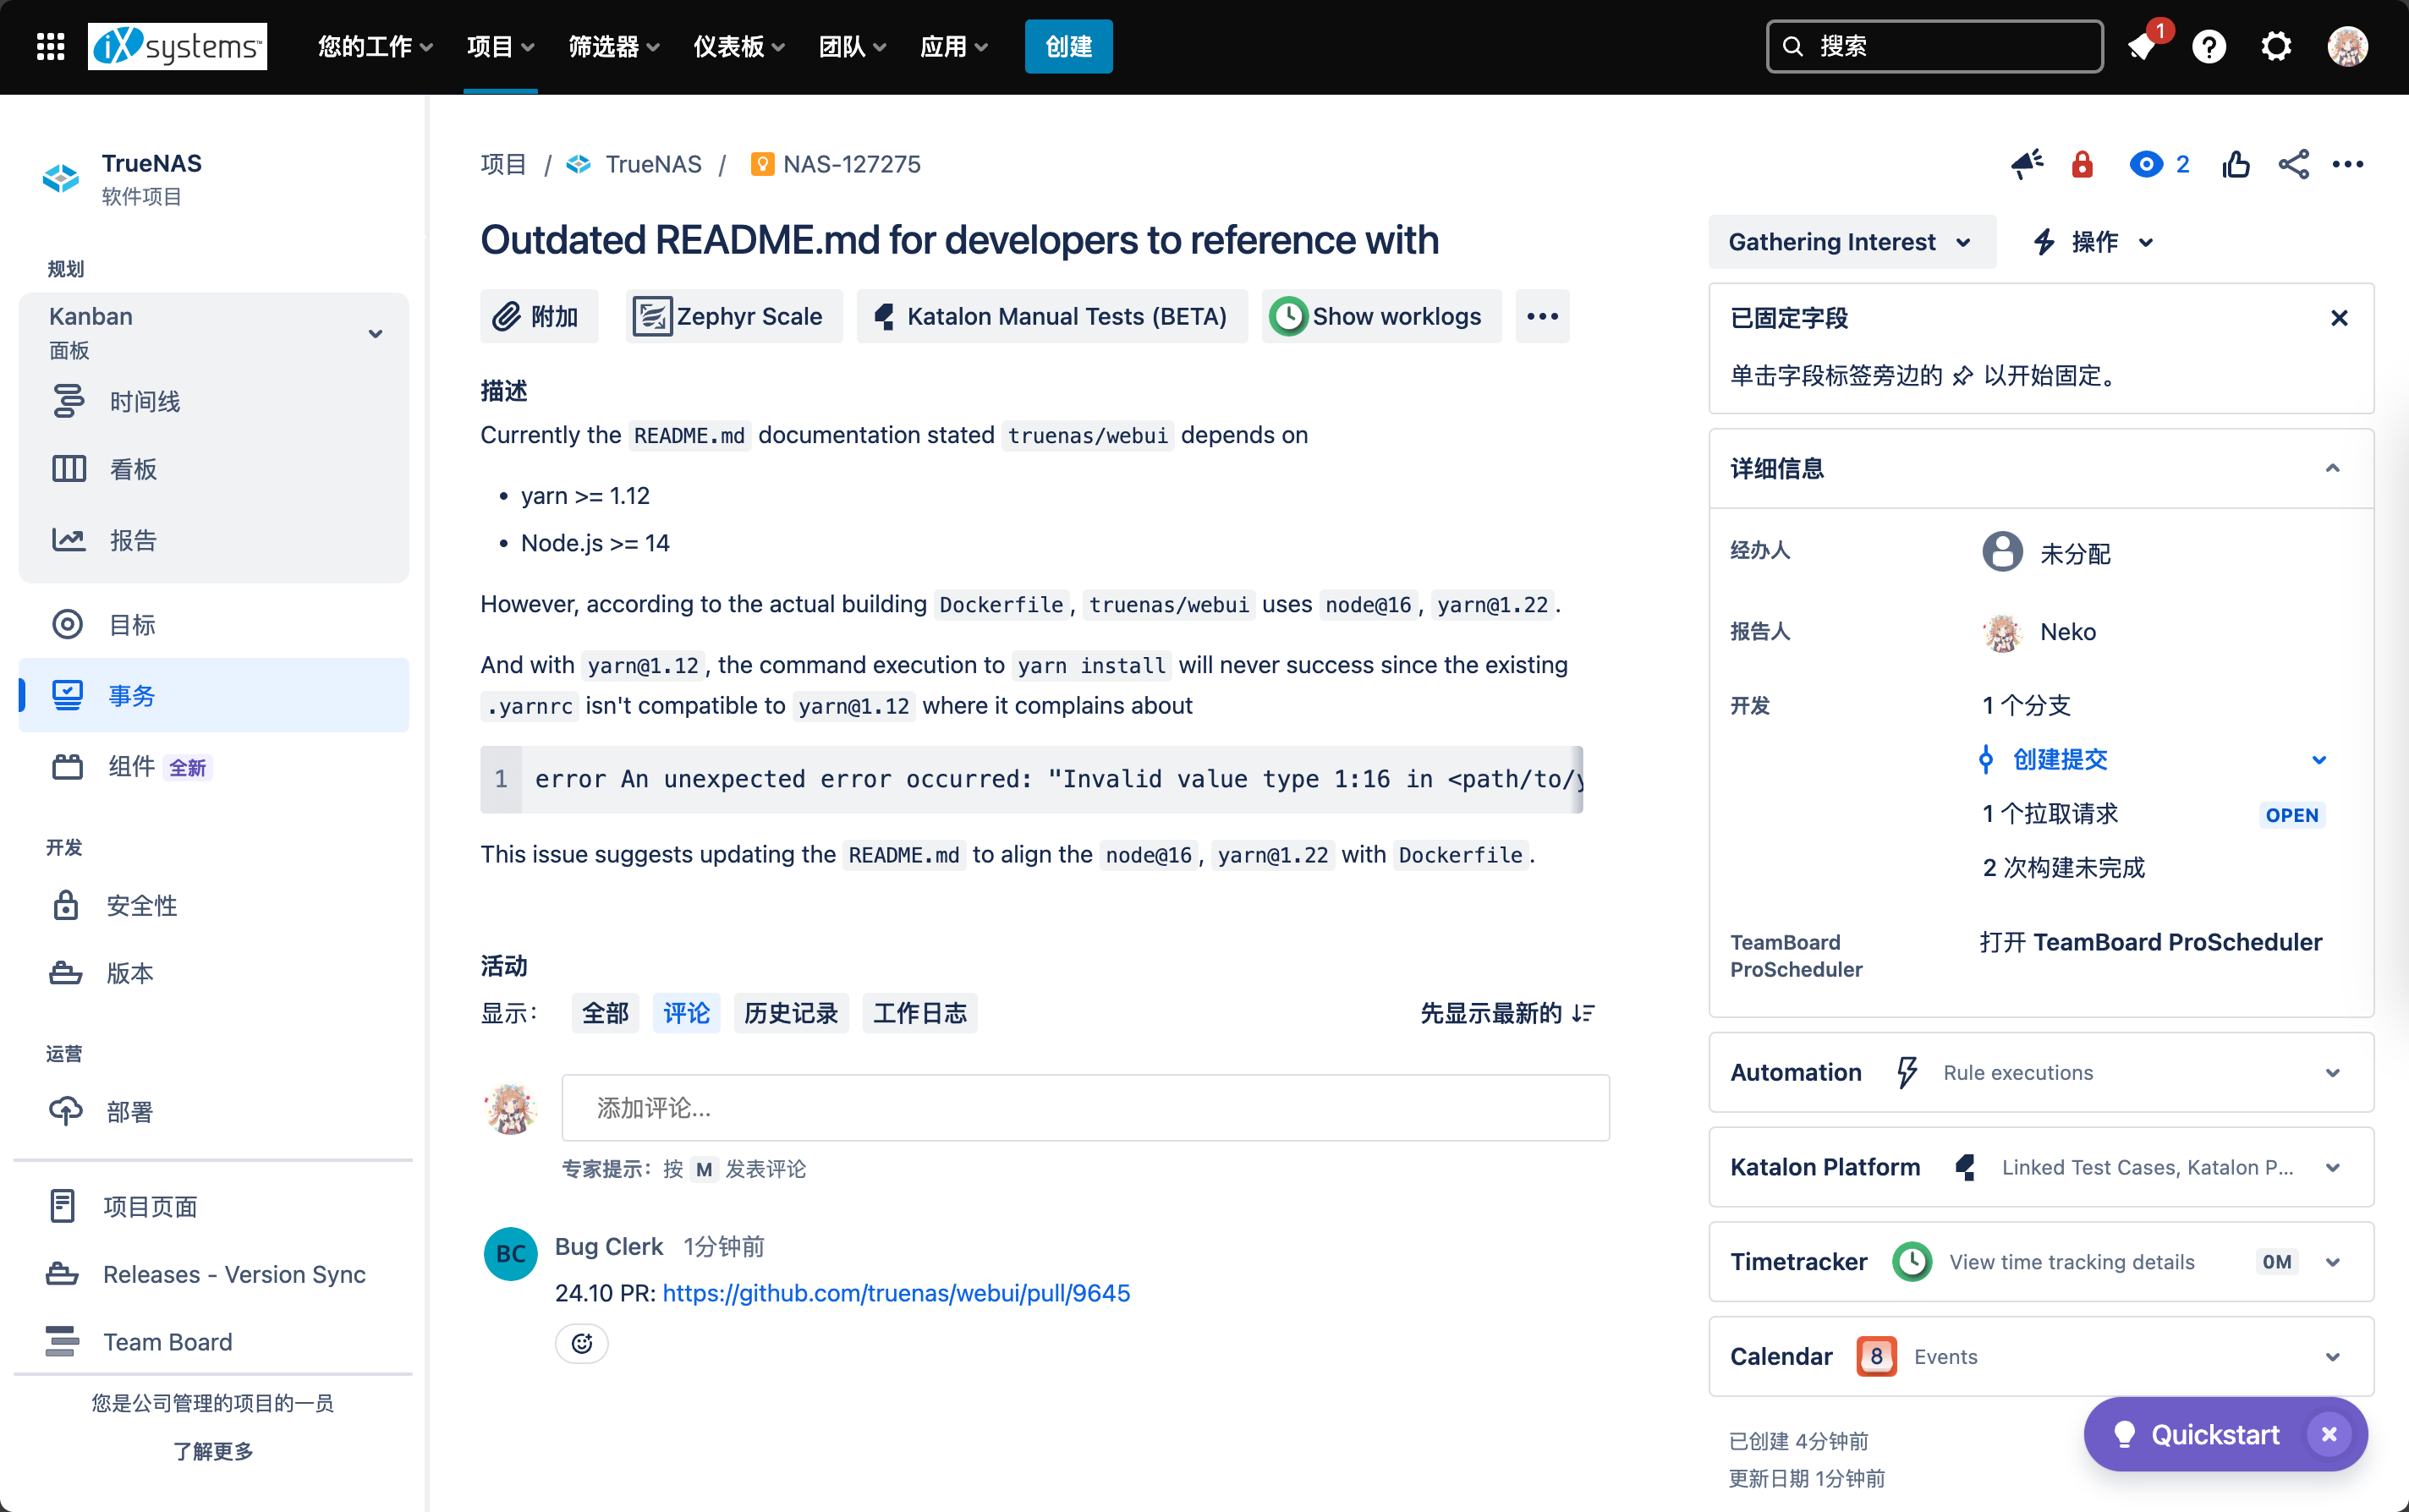 iXsystems™
您的工作
项目
筛选器
仪表板
团队
应用
创建
搜索
1
TrueNAS
软件项目
规划
Kanban
面板
时间线
看板
报告
目标
事务
组件 全新
开发
安全性
版本
运营
部署
项目页面
Releases - Version Sync
Team Board
您是公司管理的项目的一员
了解更多
项目 / TrueNAS / NAS-127275
2
Outdated README.md for developers to reference with
附加
Zephyr Scale
Katalon Manual Tests (BETA)
Show worklogs
描述
Currently the README.md documentation stated truenas/webui depends on
• yarn >= 1.12
• Node.js >= 14
However, according to the actual building Dockerfile, truenas/webui uses node@16, yarn@1.22.
And with yarn@1.12, the command execution to yarn install will never success since the existing
.yarnrc isn't compatible to yarn@1.12 where it complains about
1 error An unexpected error occurred: "Invalid value type 1:16 in <path/to/y
This issue suggests updating the README.md to align the node@16, yarn@1.22 with Dockerfile.
活动
显示：
全部
评论
历史记录
工作日志
先显示最新的
添加评论...
专家提示：按 M 发表评论
BC
Bug Clerk 1分钟前
24.10 PR: https://github.com/truenas/webui/pull/9645
Gathering Interest
操作
已固定字段
单击字段标签旁边的 以开始固定。
详细信息
经办人 未分配
报告人 Neko
开发 1 个分支
创建提交
1 个拉取请求 OPEN
2 次构建未完成
TeamBoard
ProScheduler
打开 TeamBoard ProScheduler
Automation Rule executions
Katalon Platform Linked Test Cases, Katalon P...
Timetracker View time tracking details 0M
Calendar 8 Events
已创建 4分钟前
更新日期 1分钟前
Quickstart